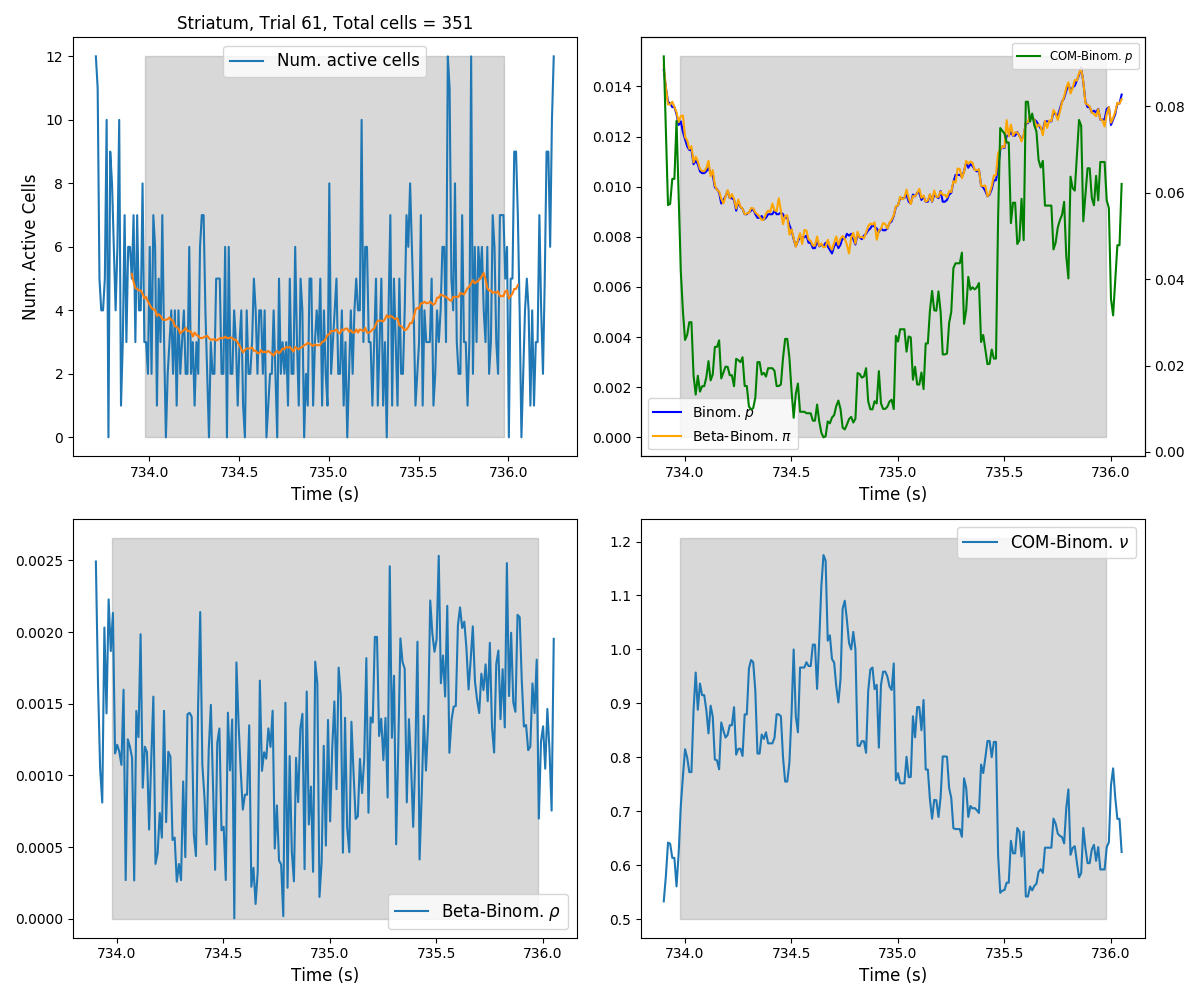 Striatum, Trial 61, Total cells = 351
Num. active cells
Num. Active Cells
12
10
8
6
4
2
0
734.0 734.5 735.0 735.5 736.0
Time (s)
COM-Binom. p
0.014
0.012
0.010
0.008
0.006
0.004
0.002
0.000
0.08
0.06
0.04
0.02
0.00
Binom. p
Beta-Binom. π
734.0 734.5 735.0 735.5 736.0
Time (s)
0.0025
0.0020
0.0015
0.0010
0.0005
0.0000
Beta-Binom. ρ
734.0 734.5 735.0 735.5 736.0
Time (s)
COM-Binom. ν
1.2
1.1
1.0
0.9
0.8
0.7
0.6
0.5
734.0 734.5 735.0 735.5 736.0
Time (s)